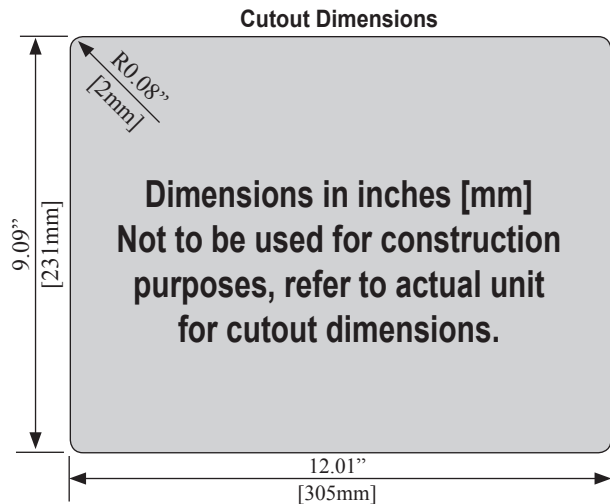 Cutout Dimensions
R0.08”
[2mm]
9.09”
[231mm]
Dimensions in inches [mm]
Not to be used for construction
purposes, refer to actual unit
for cutout dimensions.
12.01”
[305mm]